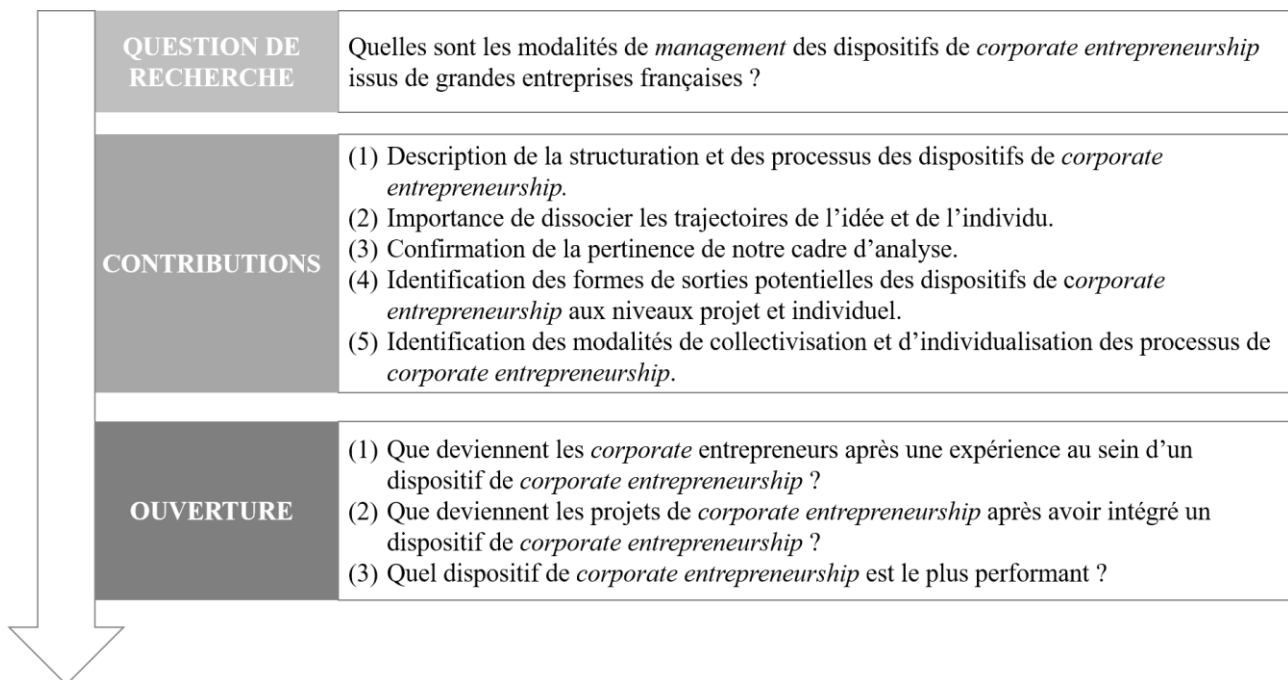 QUESTION DE
RECHERCHE
Quelles sont les modalités de management des dispositifs de corporate entrepreneurship
issus de grandes entreprises françaises ?
CONTRIBUTIONS
(1) Description de la structuration et des processus des dispositifs de corporate
entrepreneurship.
(2) Importance de dissocier les trajectoires de l’idée et de l’individu.
(3) Confirmation de la pertinence de notre cadre d’analyse.
(4) Identification des formes de sorties potentielles des dispositifs de corporate
entrepreneurship aux niveaux projet et individuel.
(5) Identification des modalités de collectivisation et d’individualisation des processus de
corporate entrepreneurship.
OUVERTURE
(1) Que deviennent les corporate entrepreneurs après une expérience au sein d’un
dispositif de corporate entrepreneurship ?
(2) Que deviennent les projets de corporate entrepreneurship après avoir intégré un
dispositif de corporate entrepreneurship ?
(3) Quel dispositif de corporate entrepreneurship est le plus performant ?